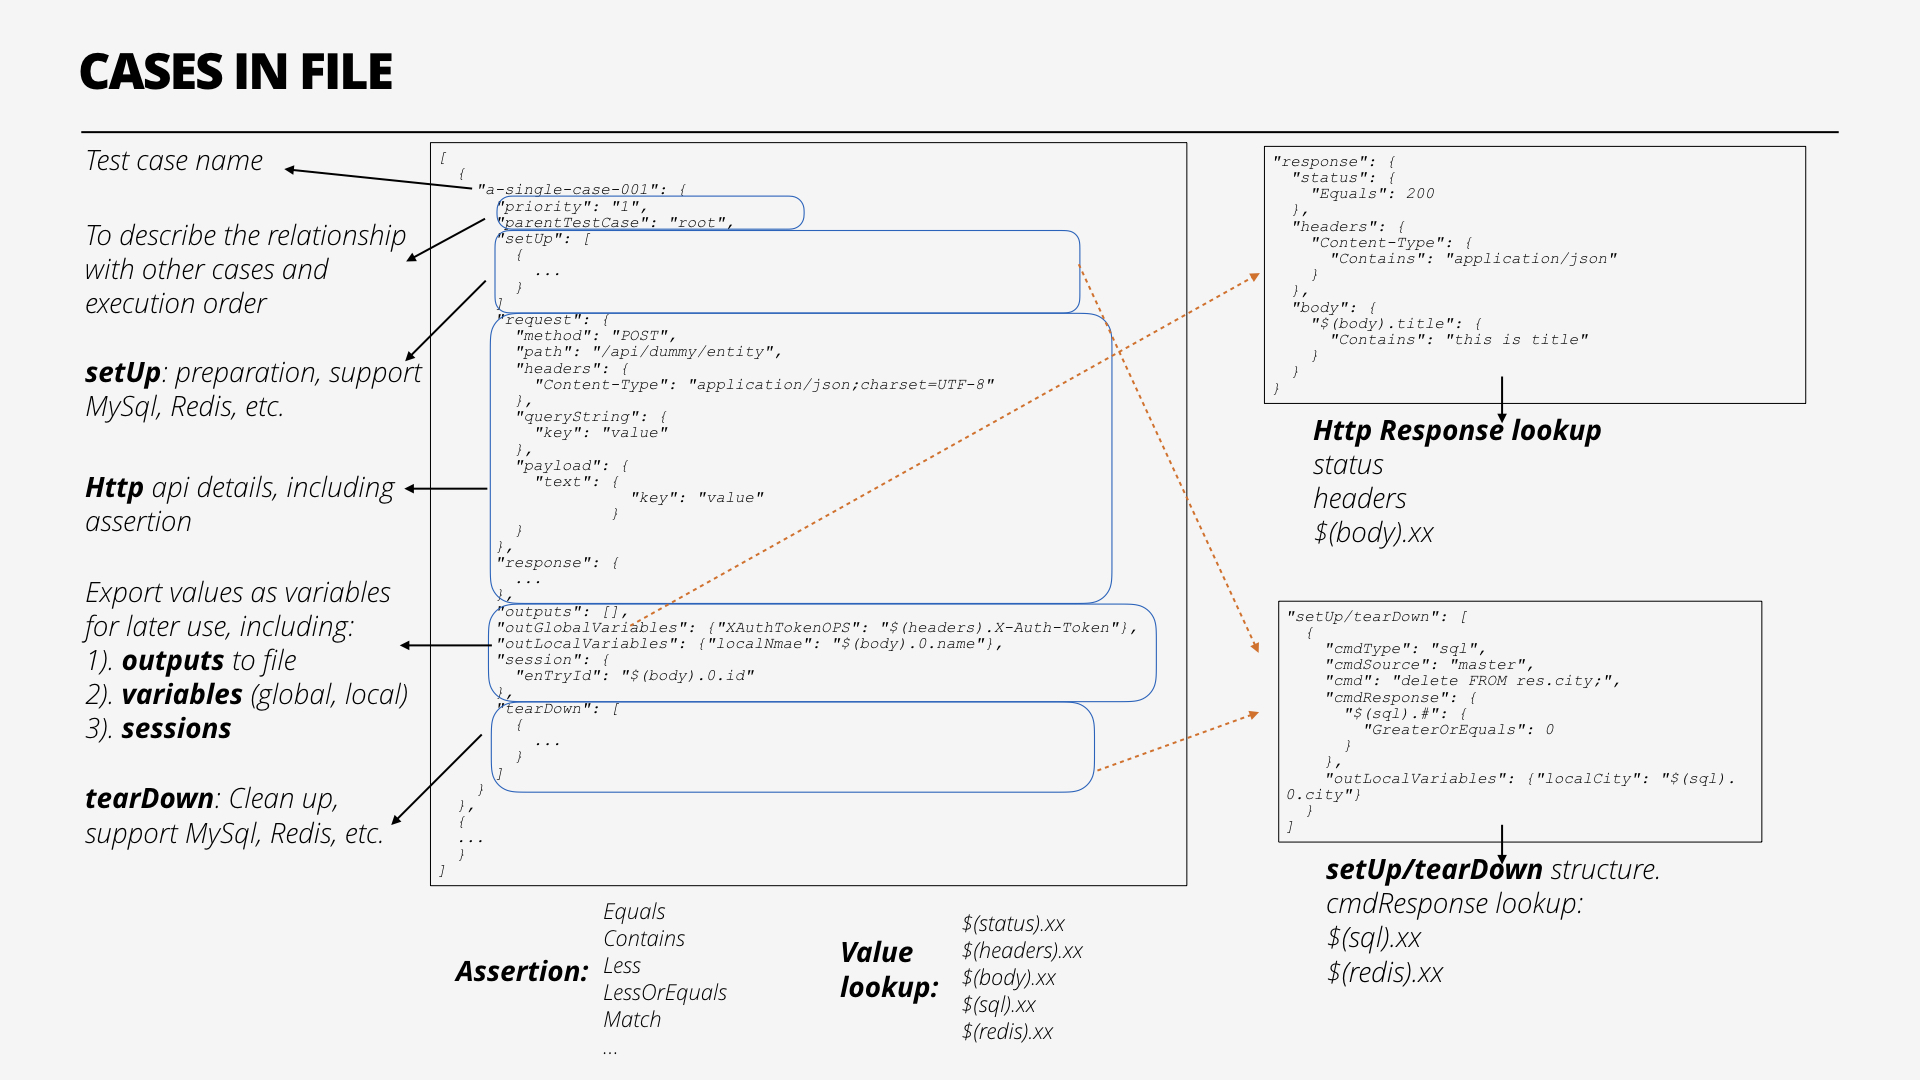 CASES IN FILE
Test case name
To describe the relationship
with other cases and
execution order
setUp: preparation, support
MySql, Redis, etc.
Http api details, including
assertion
Export values as variables
for later use, including:
1). outputs to file
2). variables (global, local)
3). sessions
tearDown: Clean up,
support MySql, Redis, etc.
[
  {
    "a-single-case-001": {
      "priority": "1",
      "parentTestCase": "root",
      "setUp": [
        {
          ...
        }
      ]
      "request": {
        "method": "POST",
        "path": "/api/dummy/entity",
        "headers": {
          "Content-Type": "application/json;charset=UTF-8"
        },
        "queryString": {
          "key": "value"
        },
        "payload": {
          "text": {
                    "key": "value"
                  }
        }
      },
      "response": {
        ...
      },
      "outputs": [],
      "outGlobalVariables": {"XAuthTokenOPS": "$(headers).X-Auth-Token"},
      "outLocalVariables": {"localNmae": "$(body).0.name"},
      "session": {
        "enTryId": "$(body).0.id"
      },
      "tearDown": [
        {
          ...
        }
      ]
    }
  },
  {
  ...
  }
]
Assertion:
Equals
Contains
Less
LessOrEquals
Match
...
Value
lookup:
$(status).xx
$(headers).xx
$(body).xx
$(sql).xx
$(redis).xx
"response": {
  "status": {
    "Equals": 200
  },
  "headers": {
    "Content-Type": {
      "Contains": "application/json"
    }
  },
  "body": {
    "$(body).title": {
      "Contains": "this is title"
    }
  }
}
Http Response lookup
status
headers
$(body).xx
"setUp/tearDown": [
  {
    "cmdType": "sql",
    "cmdSource": "master",
    "cmd": "delete FROM res.city;",
    "cmdResponse": {
      "$(sql).#": {
        "GreaterOrEquals": 0
      }
    },
    "outLocalVariables": {"localCity": "$(sql).
0.city"}
  }
]
setUp/tearDown structure.
cmdResponse lookup:
$(sql).xx
$(redis).xx